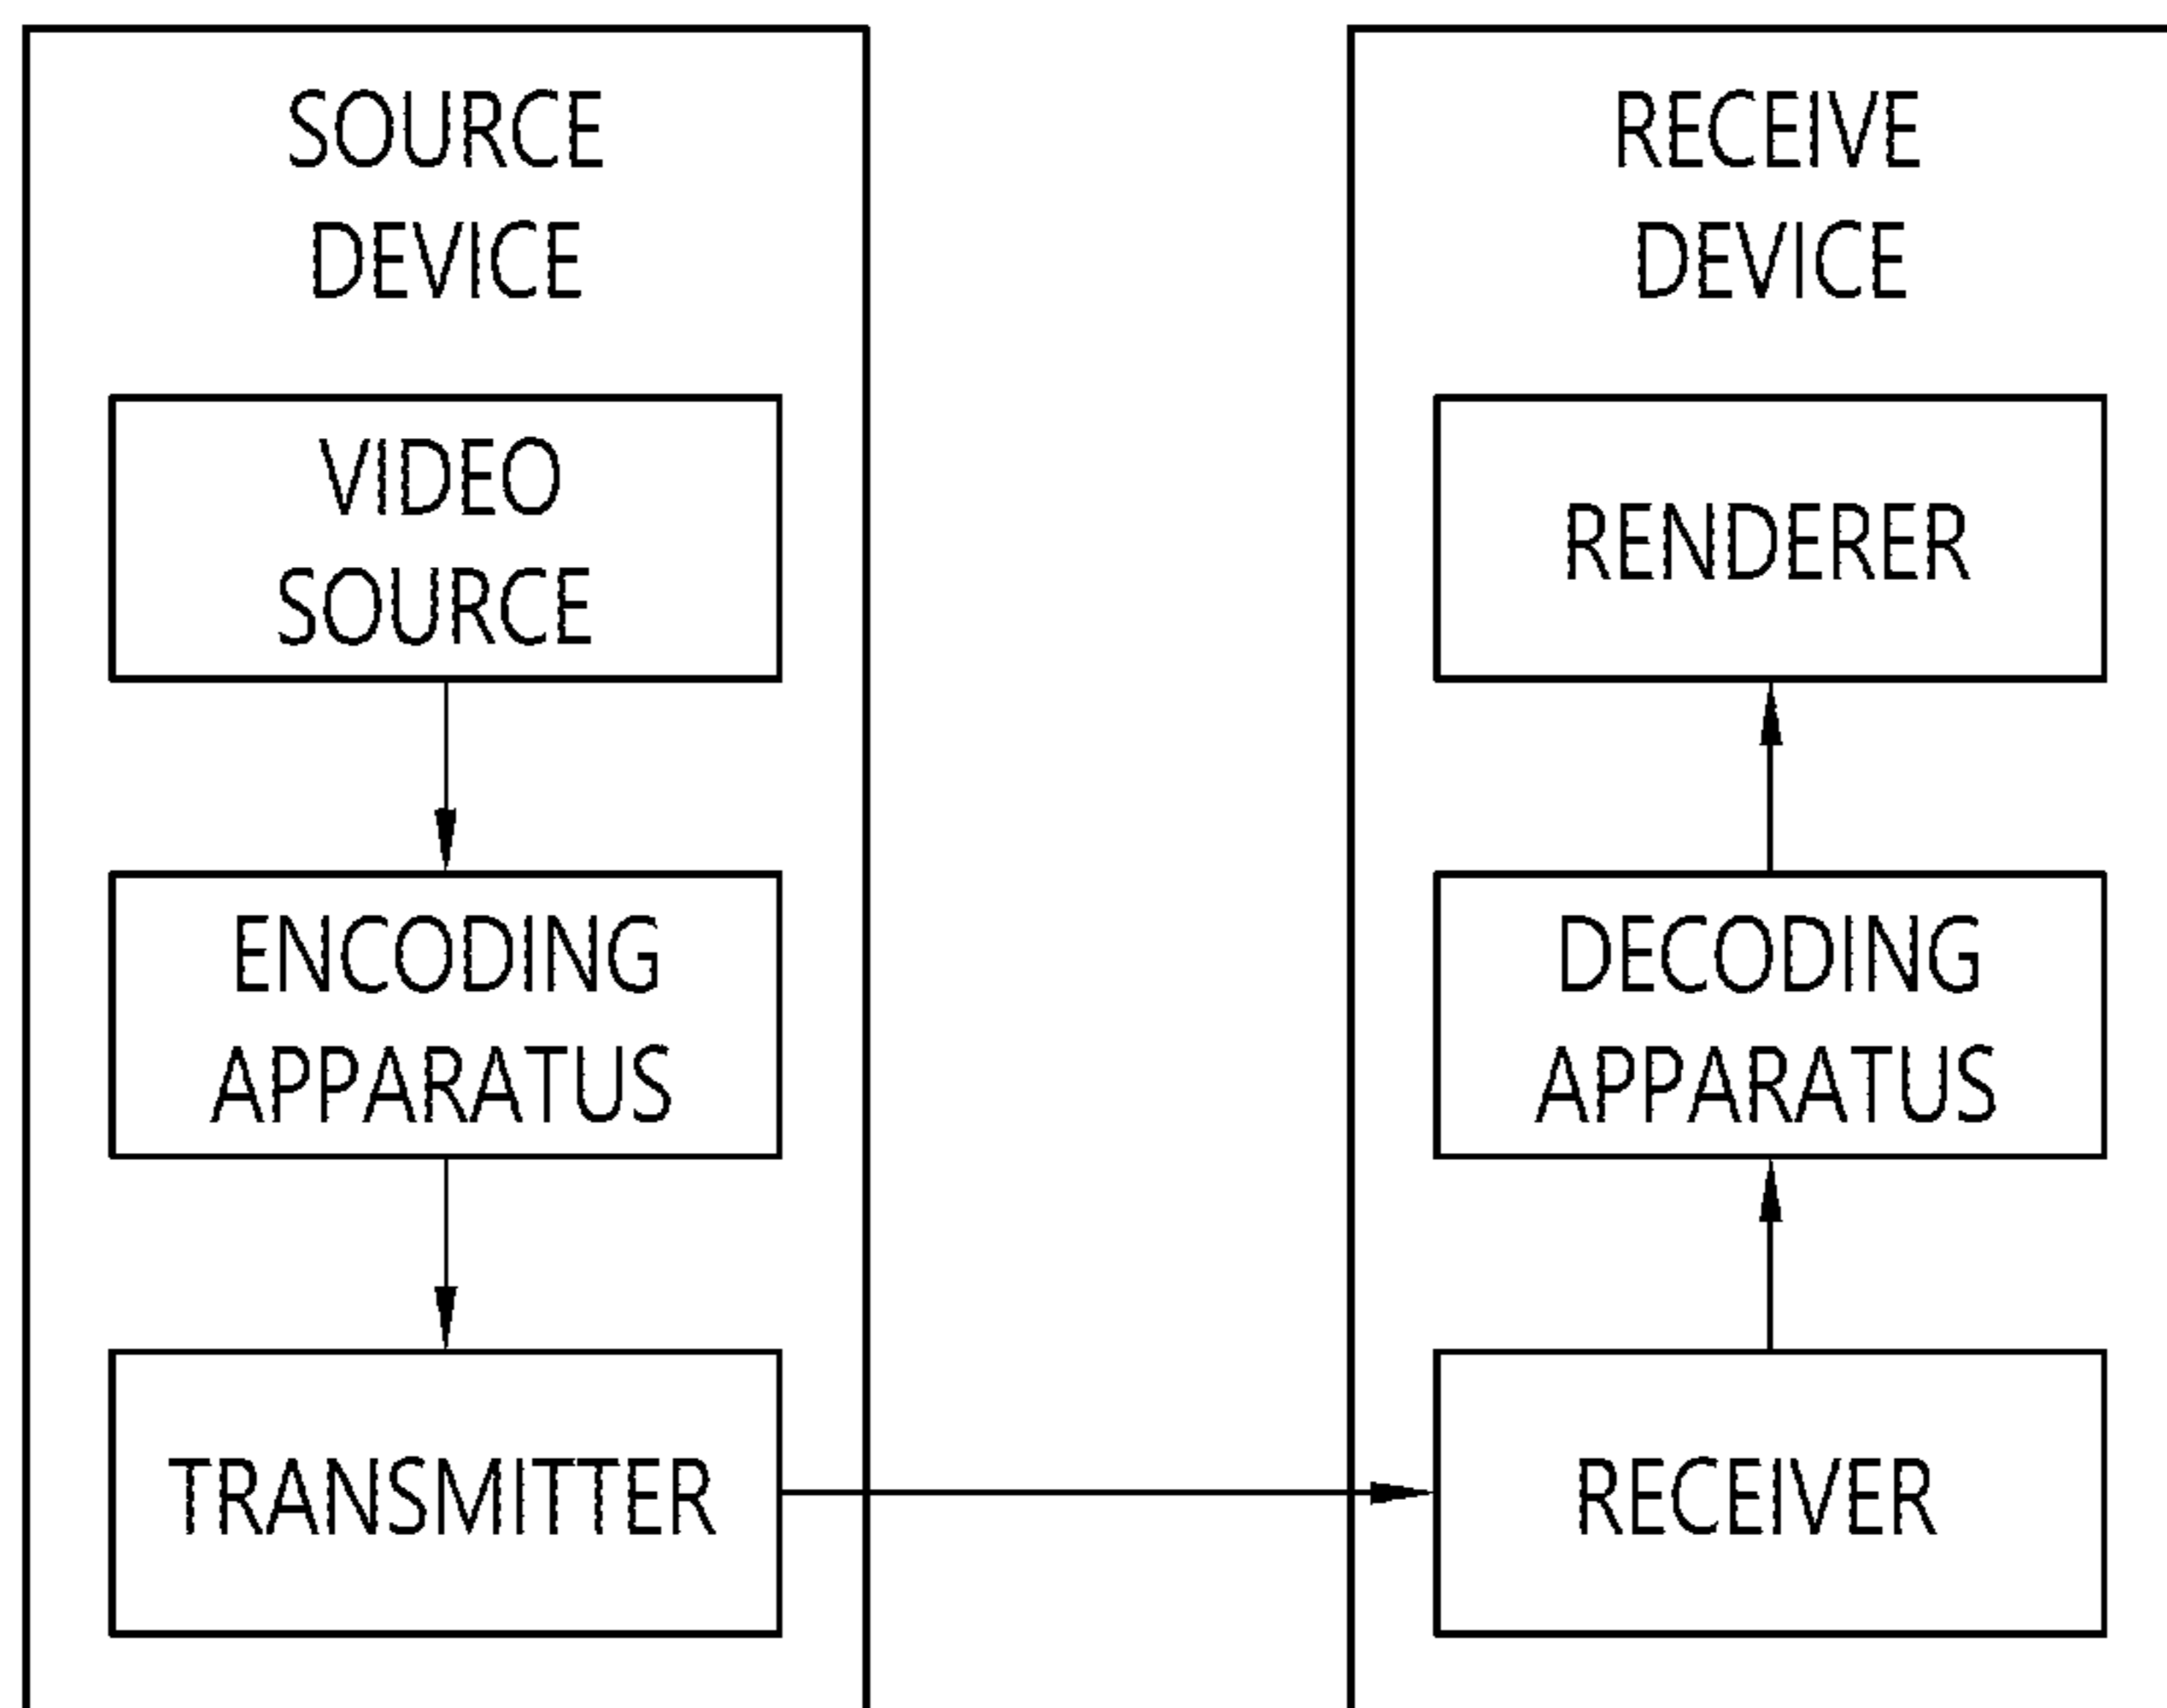 SOURCE
DEVICE
VIDEO
SOURCE
ENCODING
APPARATUS
TRANSMITTER
RECEIVE
DEVICE
RENDERER
DECODING
APPARATUS
RECEIVER